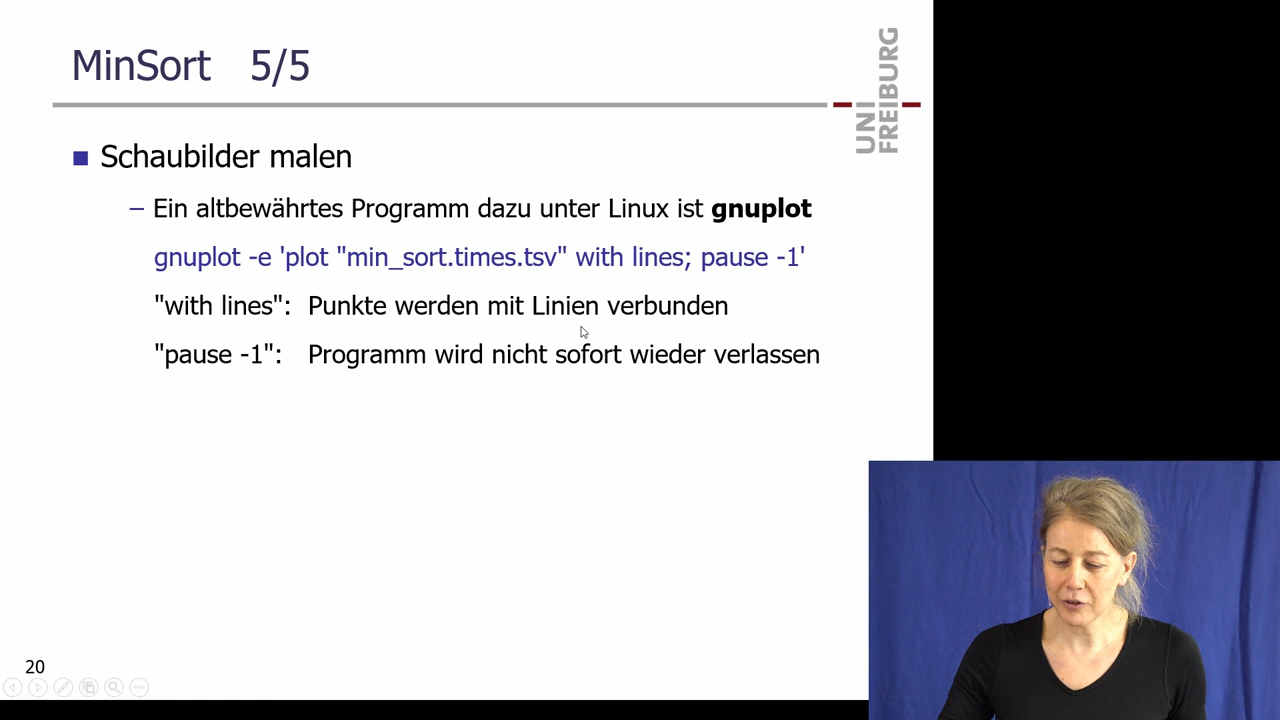 MinSort 5/5
UNI
FREIBURG
Schaubilder malen
– Ein altbewährtes Programm dazu unter Linux ist gnuplot
gnuplot -e 'plot "min_sort.times.tsv" with lines; pause -1'
"with lines": Punkte werden mit Linien verbunden
"pause -1": Programm wird nicht sofort wieder verlassen
20